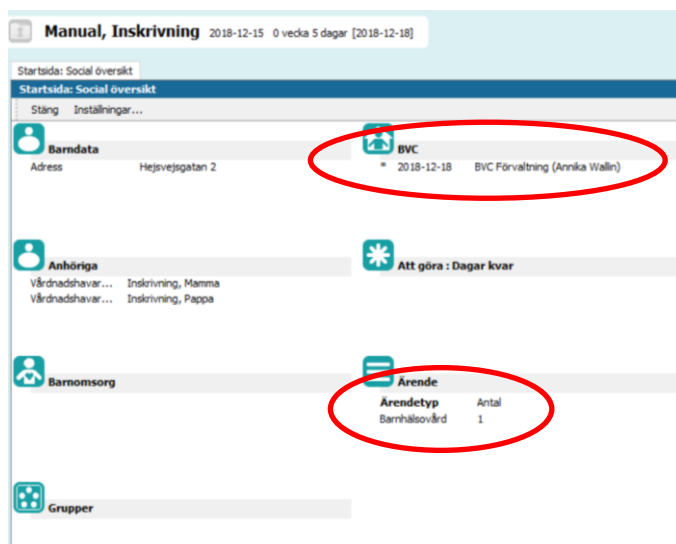 Manual, Inskrivning 2018-12-15 0 vecka 5 dagar [2018-12-18]
Startsida: Social översikt
Startsida: Social översikt
Stäng Inställningar...
Barndata
Adress Hejsvejsgatan 2
BVC
* 2018-12-18 BVC Förvaltning (Annika Wallin)
Anhöriga
Vårdnadshavar... Inskrivning, Mamma
Vårdnadshavar... Inskrivning, Pappa
Att göra : Dagar kvar
Barnomsorg
Ärende
Ärendetyp Antal
Barnhälsovård 1
Grupper